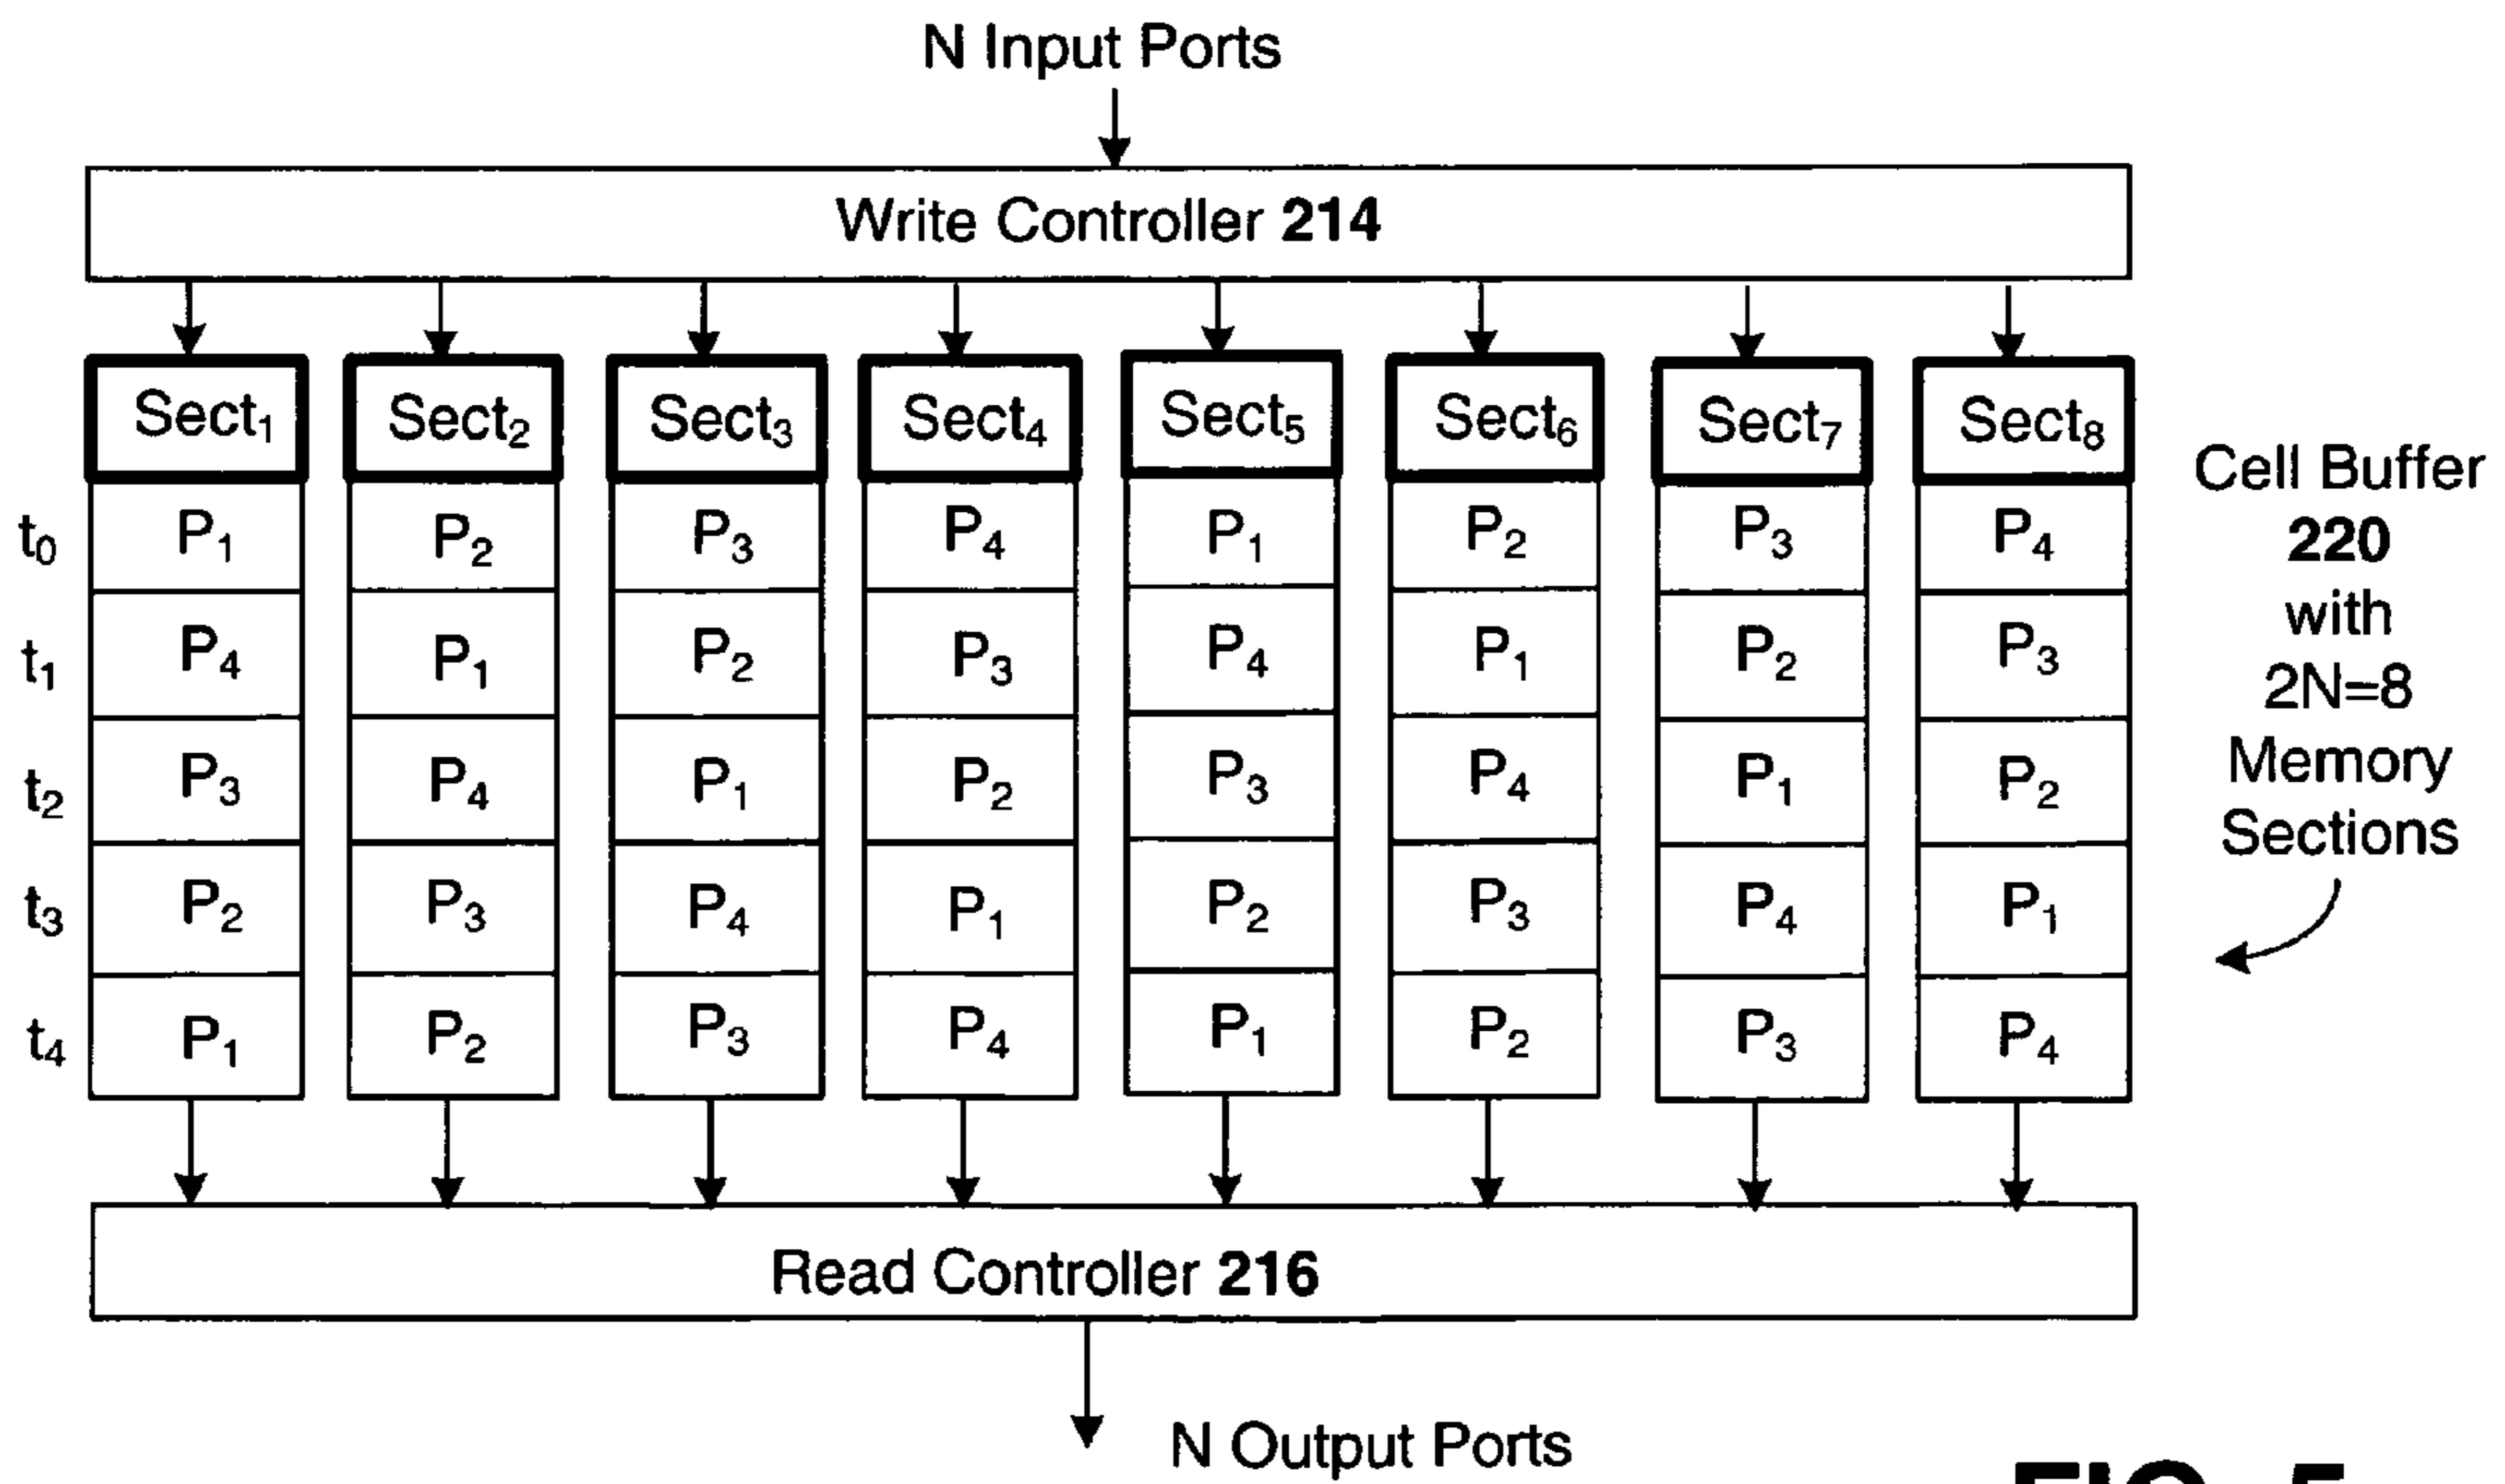 N Input Ports
Write Controller 214
Sect1 Sect2 Sect3 Sect4 Sect5 Sect6 Sect7 Sect8
t0 P1 P2 P3 P4 P1 P2 P3 P4
t1 P4 P1 P2 P3 P4 P1 P2 P3
t2 P3 P4 P1 P2 P3 P4 P1 P2
t3 P2 P3 P4 P1 P2 P3 P4 P1
t4 P1 P2 P3 P4 P1 P2 P3 P4
Cell Buffer
220
with
2N=8
Memory
Sections
Read Controller 216
N Output Ports